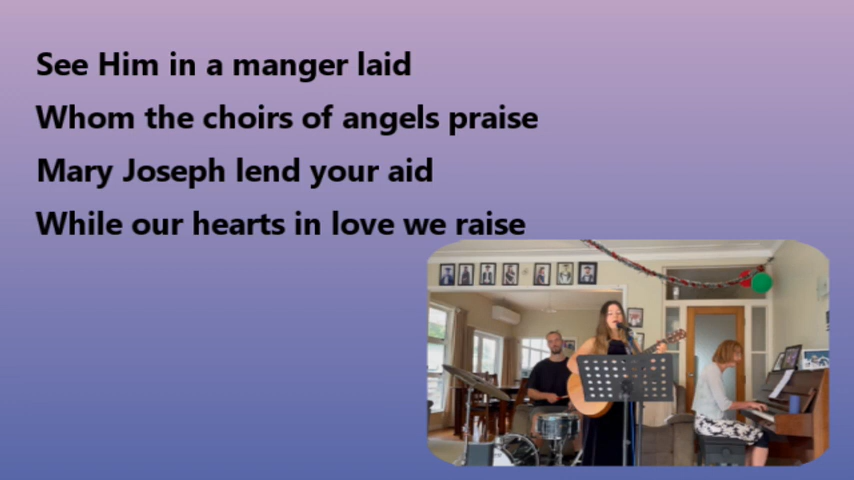 See Him in a manger laid
Whom the choirs of angels praise
Mary Joseph lend your aid
While our hearts in love we raise